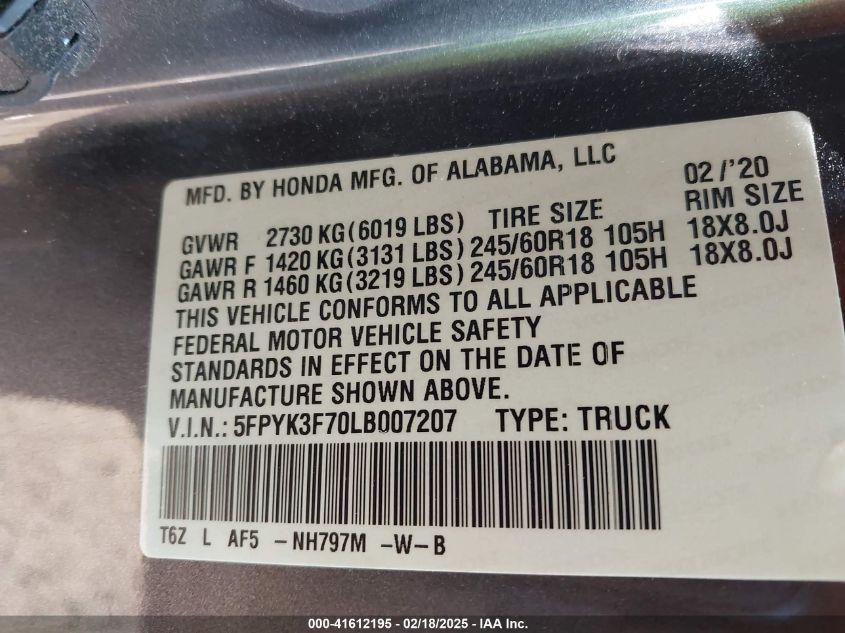 MFD. BY HONDA MFG. OF ALABAMA, LLC 02/'20
GVWR 2730 KG(6019 LBS) TIRE SIZE RIM SIZE
GAWR F 1420 KG(3131 LBS) 245/60R18 105H 18X8.0J
GAWR R 1460 KG(3219 LBS) 245/60R18 105H 18X8.0J
THIS VEHICLE CONFORMS TO ALL APPLICABLE
FEDERAL MOTOR VEHICLE SAFETY
STANDARDS IN EFFECT ON THE DATE OF
MANUFACTURE SHOWN ABOVE.
V.I.N.: 5FPYK3F70LB007207 TYPE: TRUCK
T6Z L AF5 -NH797M -W-B
000-41612195 - 02/18/2025 - IAA Inc.